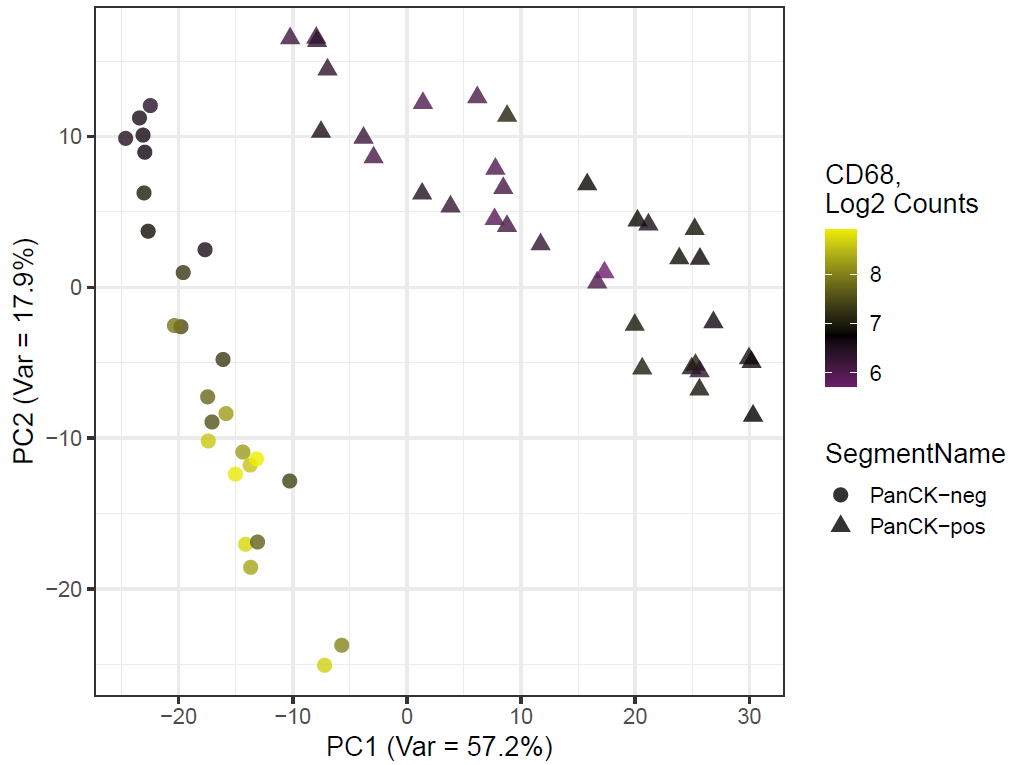 10
0
−10
−20
PC2 (Var = 17.9%)
−20 −10 0 10 20 30
PC1 (Var = 57.2%)
CD68,
Log2 Counts
8
7
6
SegmentName
PanCK−neg
PanCK−pos